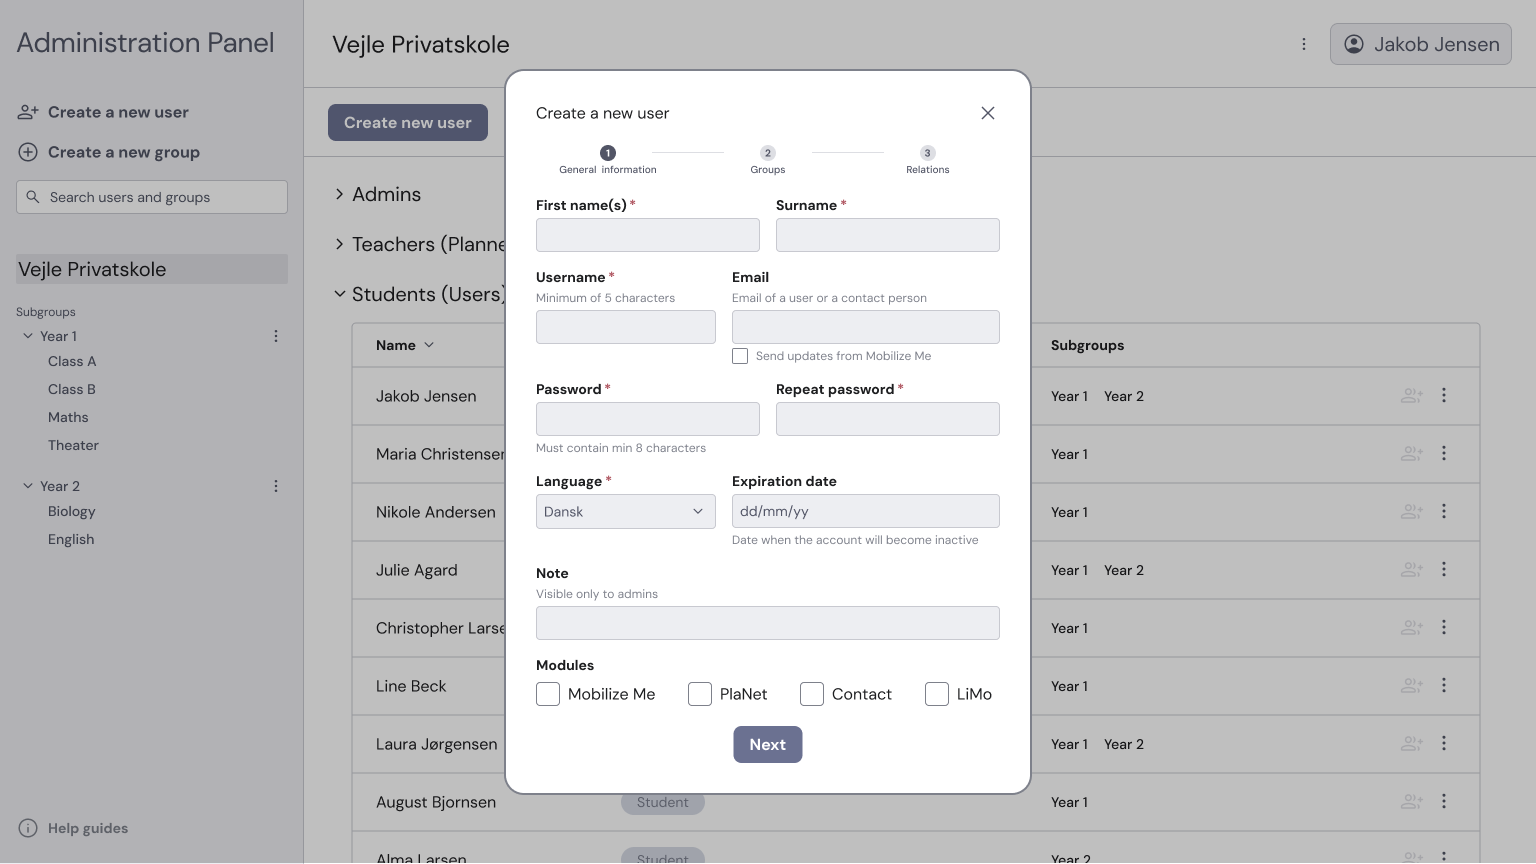 Administration Panel
Create a new user
Create a new group
Search users and groups
Vejle Privatskole
Subgroups
Year 1
Class A
Class B
Maths
Theater
Year 2
Biology
English
Help guides
Vejle Privatskole
Jakob Jensen
Create new user
Admins
Teachers (Planne
Students (Users)
Name
Subgroups
Jakob Jensen Year 1 Year 2
Maria Christensen Year 1
Nikole Andersen Year 1
Julie Agard Year 1 Year 2
Christopher Larse Year 1
Line Beck Year 1
Laura Jørgensen Year 1 Year 2
August Bjornsen Student Year 1
Alma Larsen Student Year 2
Create a new user
1 2 3
General information Groups Relations
First name(s) * Surname *
Username * Email
Minimum of 5 characters Email of a user or a contact person
Send updates from Mobilize Me
Password * Repeat password *
Must contain min 8 characters
Language * Expiration date
Dansk dd/mm/yy
Date when the account will become inactive
Note
Visible only to admins
Modules
Mobilize Me PlaNet Contact LiMo
Next